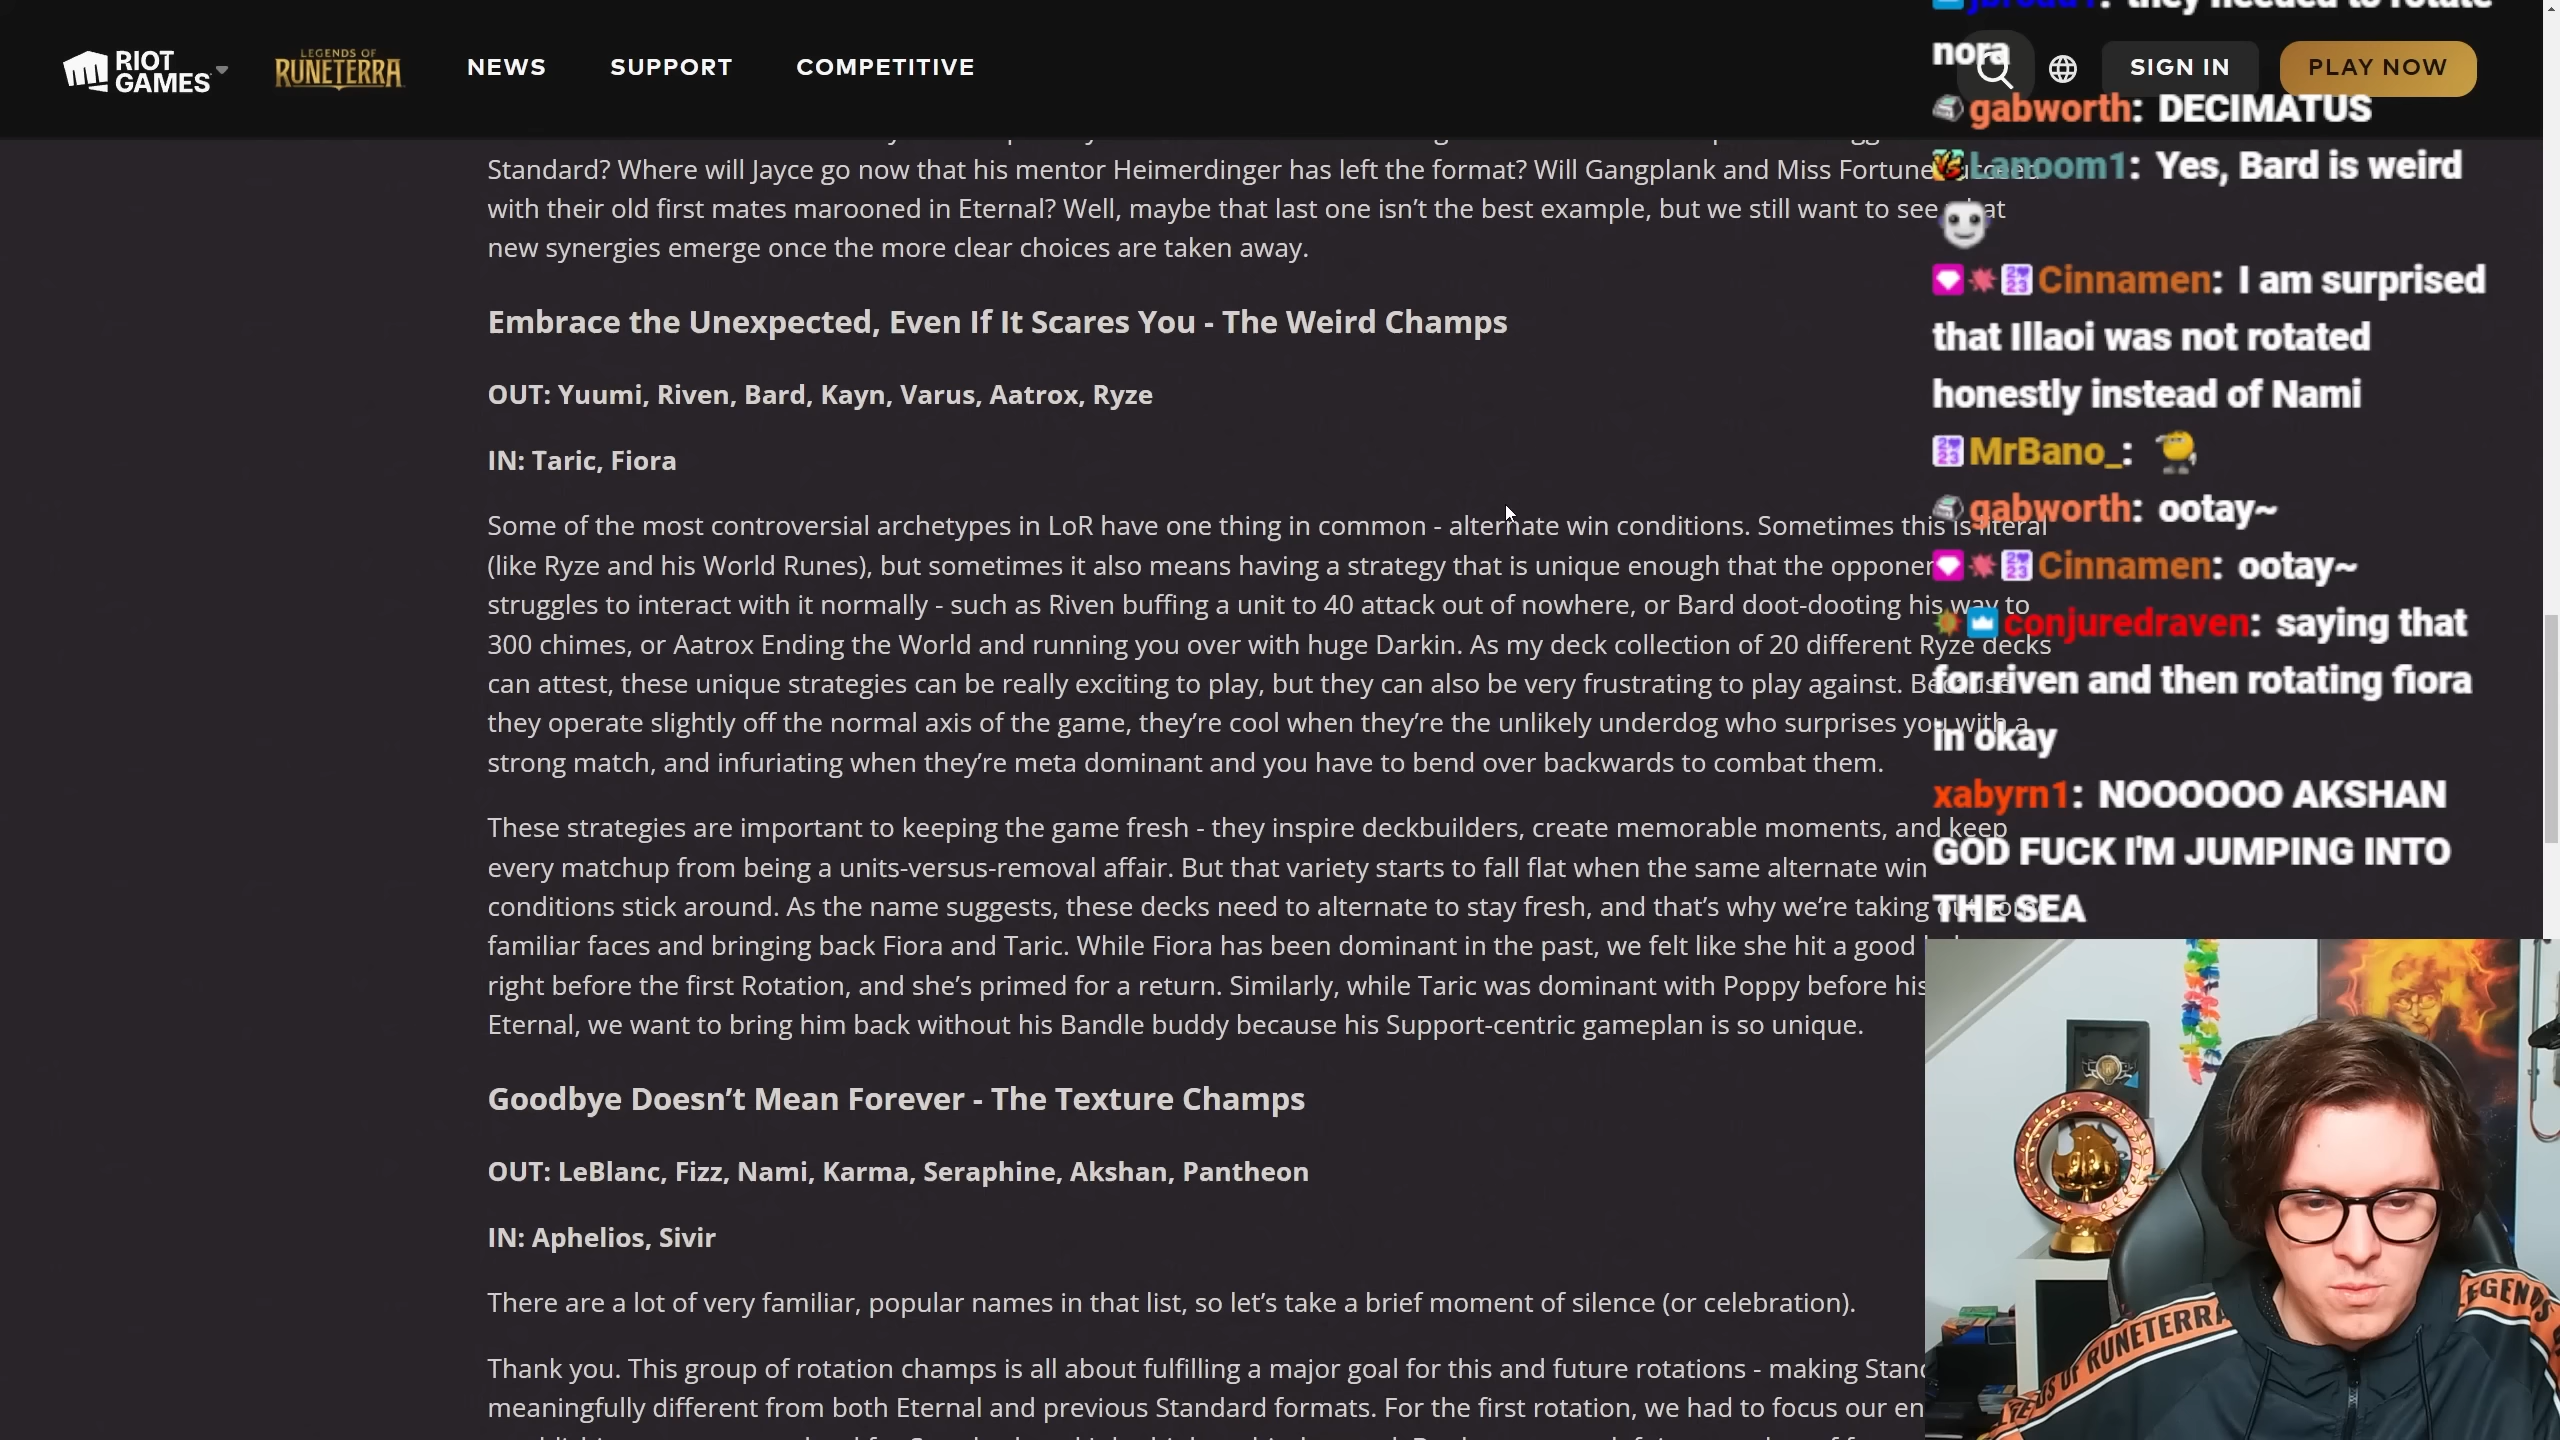 RIOT GAMES
LEGENDS OF RUNETERRA
NEWS
SUPPORT
COMPETITIVE
SIGN IN
PLAY NOW
Standard? Where will Jayce go now that his mentor Heimerdinger has left the format? Will Gangplank and Miss Fortune
with their old first mates marooned in Eternal? Well, maybe that last one isn’t the best example, but we still want to see
new synergies emerge once the more clear choices are taken away.
Embrace the Unexpected, Even If It Scares You - The Weird Champs
OUT: Yuumi, Riven, Bard, Kayn, Varus, Aatrox, Ryze
IN: Taric, Fiora
Some of the most controversial archetypes in LoR have one thing in common - alternate win conditions. Sometimes this is literal
(like Ryze and his World Runes), but sometimes it also means having a strategy that is unique enough that the
struggles to interact with it normally - such as Riven buffing a unit to 40 attack out of nowhere, or Bard doot-dooting his way to
300 chimes, or Aatrox Ending the World and running you over with huge Darkin. As my deck collection of 20 different Ryze decks
can attest, these unique strategies can be really exciting to play, but they can also be very frustrating to play against. Because
they operate slightly off the normal axis of the game, they’re cool when they’re the unlikely underdog who surprises you with a
strong match, and infuriating when they’re meta dominant and you have to bend over backwards to combat them.
These strategies are important to keeping the game fresh - they inspire deckbuilders, create memorable moments, and keep
every matchup from being a units-versus-removal affair. But that variety starts to fall flat when the same alternate win
conditions stick around. As the name suggests, these decks need to alternate to stay fresh, and that’s why we’re taking
familiar faces and bringing back Fiora and Taric. While Fiora has been dominant in the past, we felt like she hit a good
right before the first Rotation, and she’s primed for a return. Similarly, while Taric was dominant with Poppy before his
Eternal, we want to bring him back without his Bandle buddy because his Support-centric gameplan is so unique.
Goodbye Doesn’t Mean Forever - The Texture Champs
OUT: LeBlanc, Fizz, Nami, Karma, Seraphine, Akshan, Pantheon
IN: Aphelios, Sivir
There are a lot of very familiar, popular names in that list, so let’s take a brief moment of silence (or celebration).
Thank you. This group of rotation champs is all about fulfilling a major goal for this and future rotations - making
meaningfully different from both Eternal and previous Standard formats. For the first rotation, we had to focus our
they needed to rotate
nora
gabworth: DECIMATUS
Lanoom1: Yes, Bard is weird
Cinnamen: I am surprised
that Illaoi was not rotated
honestly instead of Nami
MrBano_:
gabworth: ootay~
Cinnamen: ootay~
conjuredraven: saying that
for riven and then rotating fiora
in okay
xabyrn1: NOOOOOO AKSHAN
GOD FUCK I'M JUMPING INTO
THE SEA
LEGENDS
OF RUNETERRA